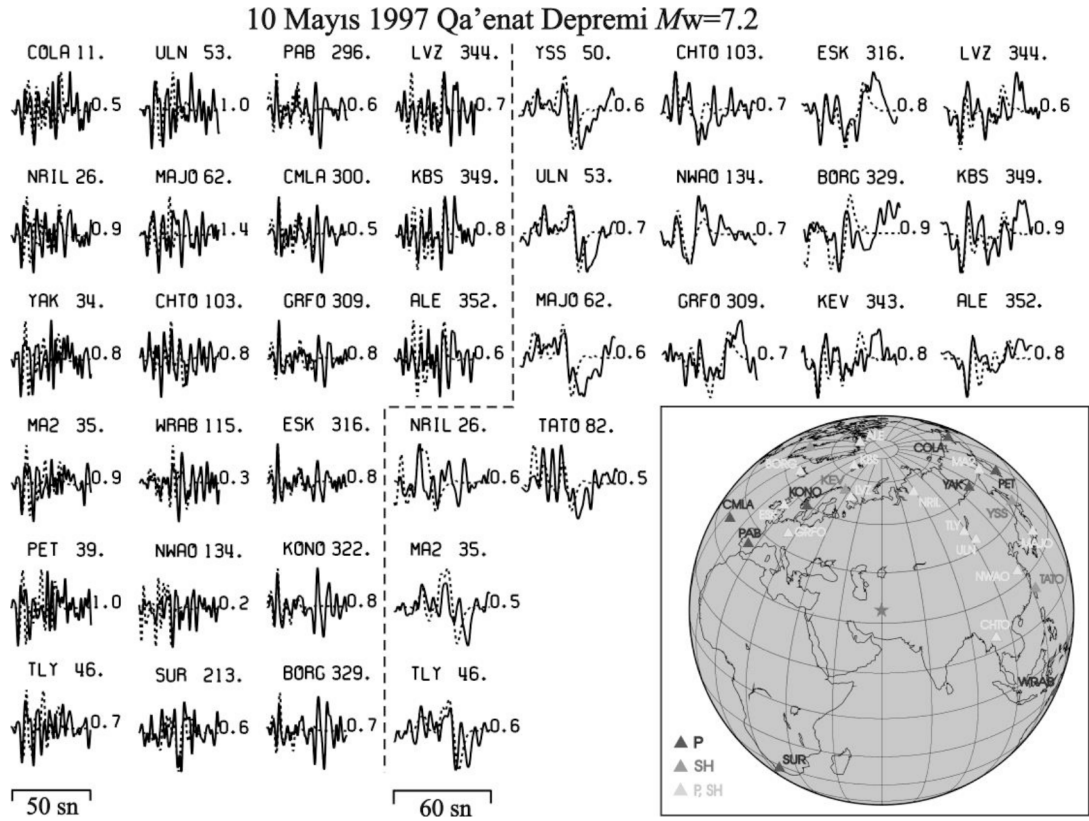 10 Mayıs 1997 Qa’enat Depremi Mw=7.2
COLA 11. ULN 53. PAB 296. LVZ 344. YSS 50. CHTO 103. ESK 316. LVZ 344.
0.5 1.0 0.6 0.7 0.6 0.7 0.8 0.6
NRIL 26. MAJO 62. CMLA 300. KBS 349. ULN 53. NWAO 134. BORG 329. KBS 349.
0.9 1.4 0.5 0.8 0.7 0.7 0.9 0.9
YAK 34. CHTO 103. GRFO 309. ALE 352. MAJO 62. GRFO 309. KEV 343. ALE 352.
0.8 0.8 0.8 0.6 0.6 0.7 0.8 0.8
MA2 35. WRAB 115. ESK 316. NRIL 26. TATO 82.
0.9 0.3 0.8 0.6 0.5
PET 39. NWAO 134. KONO 322. MA2 35.
1.0 0.2 0.8 0.5
TLY 46. SUR 213. BORG 329. TLY 46.
0.7 0.6 0.7 0.6
50 sn 60 sn
ALE
COLA
BORG KBS MA2
KEV YAK PET
CMLA KONO LVZ NRIL
ESK YSS
PAB GRFO TLY
ULN MAJO
NWAO TATO
CHTO
WRAB
SUR
P
SH
P, SH